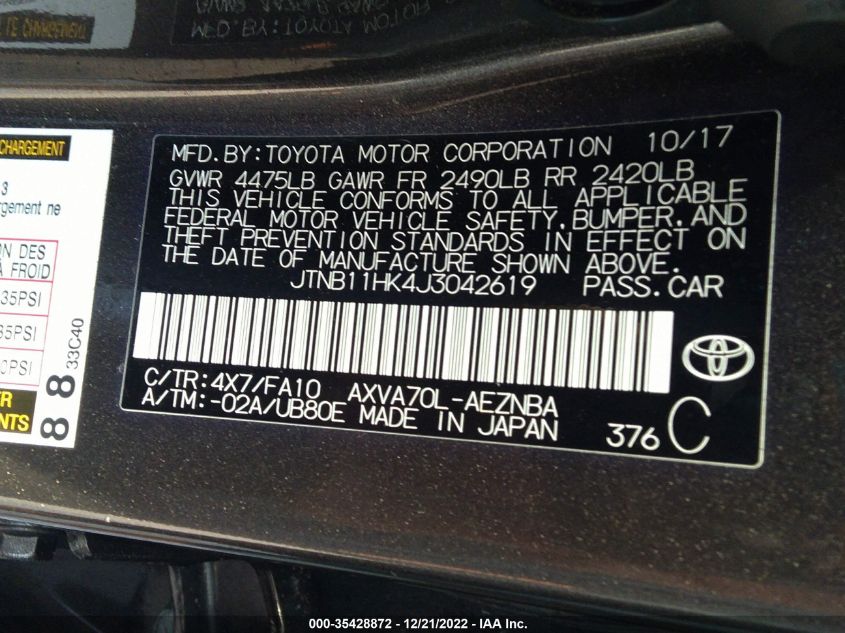 CHARGEMENT
rgement ne
35PSI
33C40
88
MFD.BY:TOYOTA MOTOR CORPORATION 10/17
GVWR 4475LB GAWR FR 2490LB RR 2420LB
THIS VEHICLE CONFORMS TO ALL APPLICABLE
FEDERAL MOTOR VEHICLE SAFETY,BUMPER,AND
THEFT PREVENTION STANDARDS IN EFFECT ON
THE DATE OF MANUFACTURE SHOWN ABOVE.
JTNB11HK4J3042619 PASS.CAR
C/TR:4X7/FA10 AXVA70L-AEZNBA
A/TM:-02A/UB80E MADE IN JAPAN
376 C
000-35428872 - 12/21/2022 - IAA Inc.